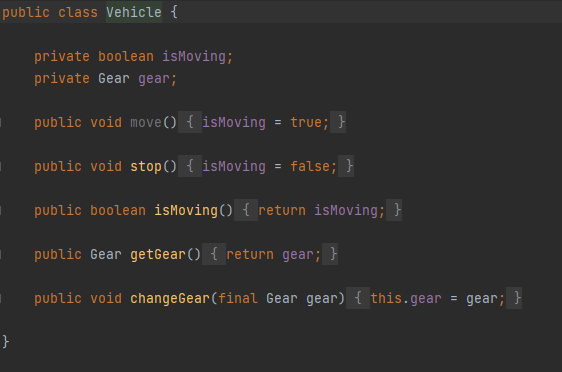 public class Vehicle {
private boolean isMoving;
private Gear gear;
public void move() { isMoving = true; }
public void stop() { isMoving = false; }
public boolean isMoving() { return isMoving; }
public Gear getGear() { return gear; }
public void changeGear(final Gear gear) { this.gear = gear; }
}